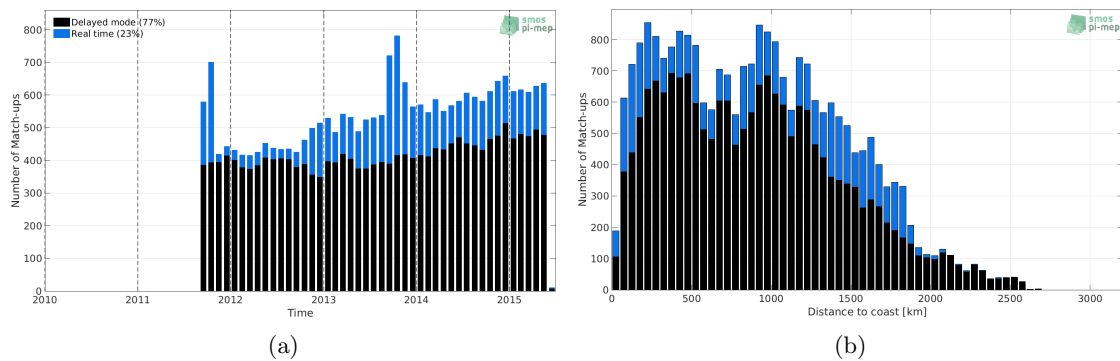 Delayed mode (77%)
Real time (23%)
smos
pi-mep
800
700
600
500
400
300
200
100
0
Number of Match-ups
2010 2011 2012 2013 2014 2015
Time
(a)
smos
pi-mep
800
700
600
500
400
300
200
100
0
Number of Match-ups
0 500 1000 1500 2000 2500 3000
Distance to coast [km]
(b)